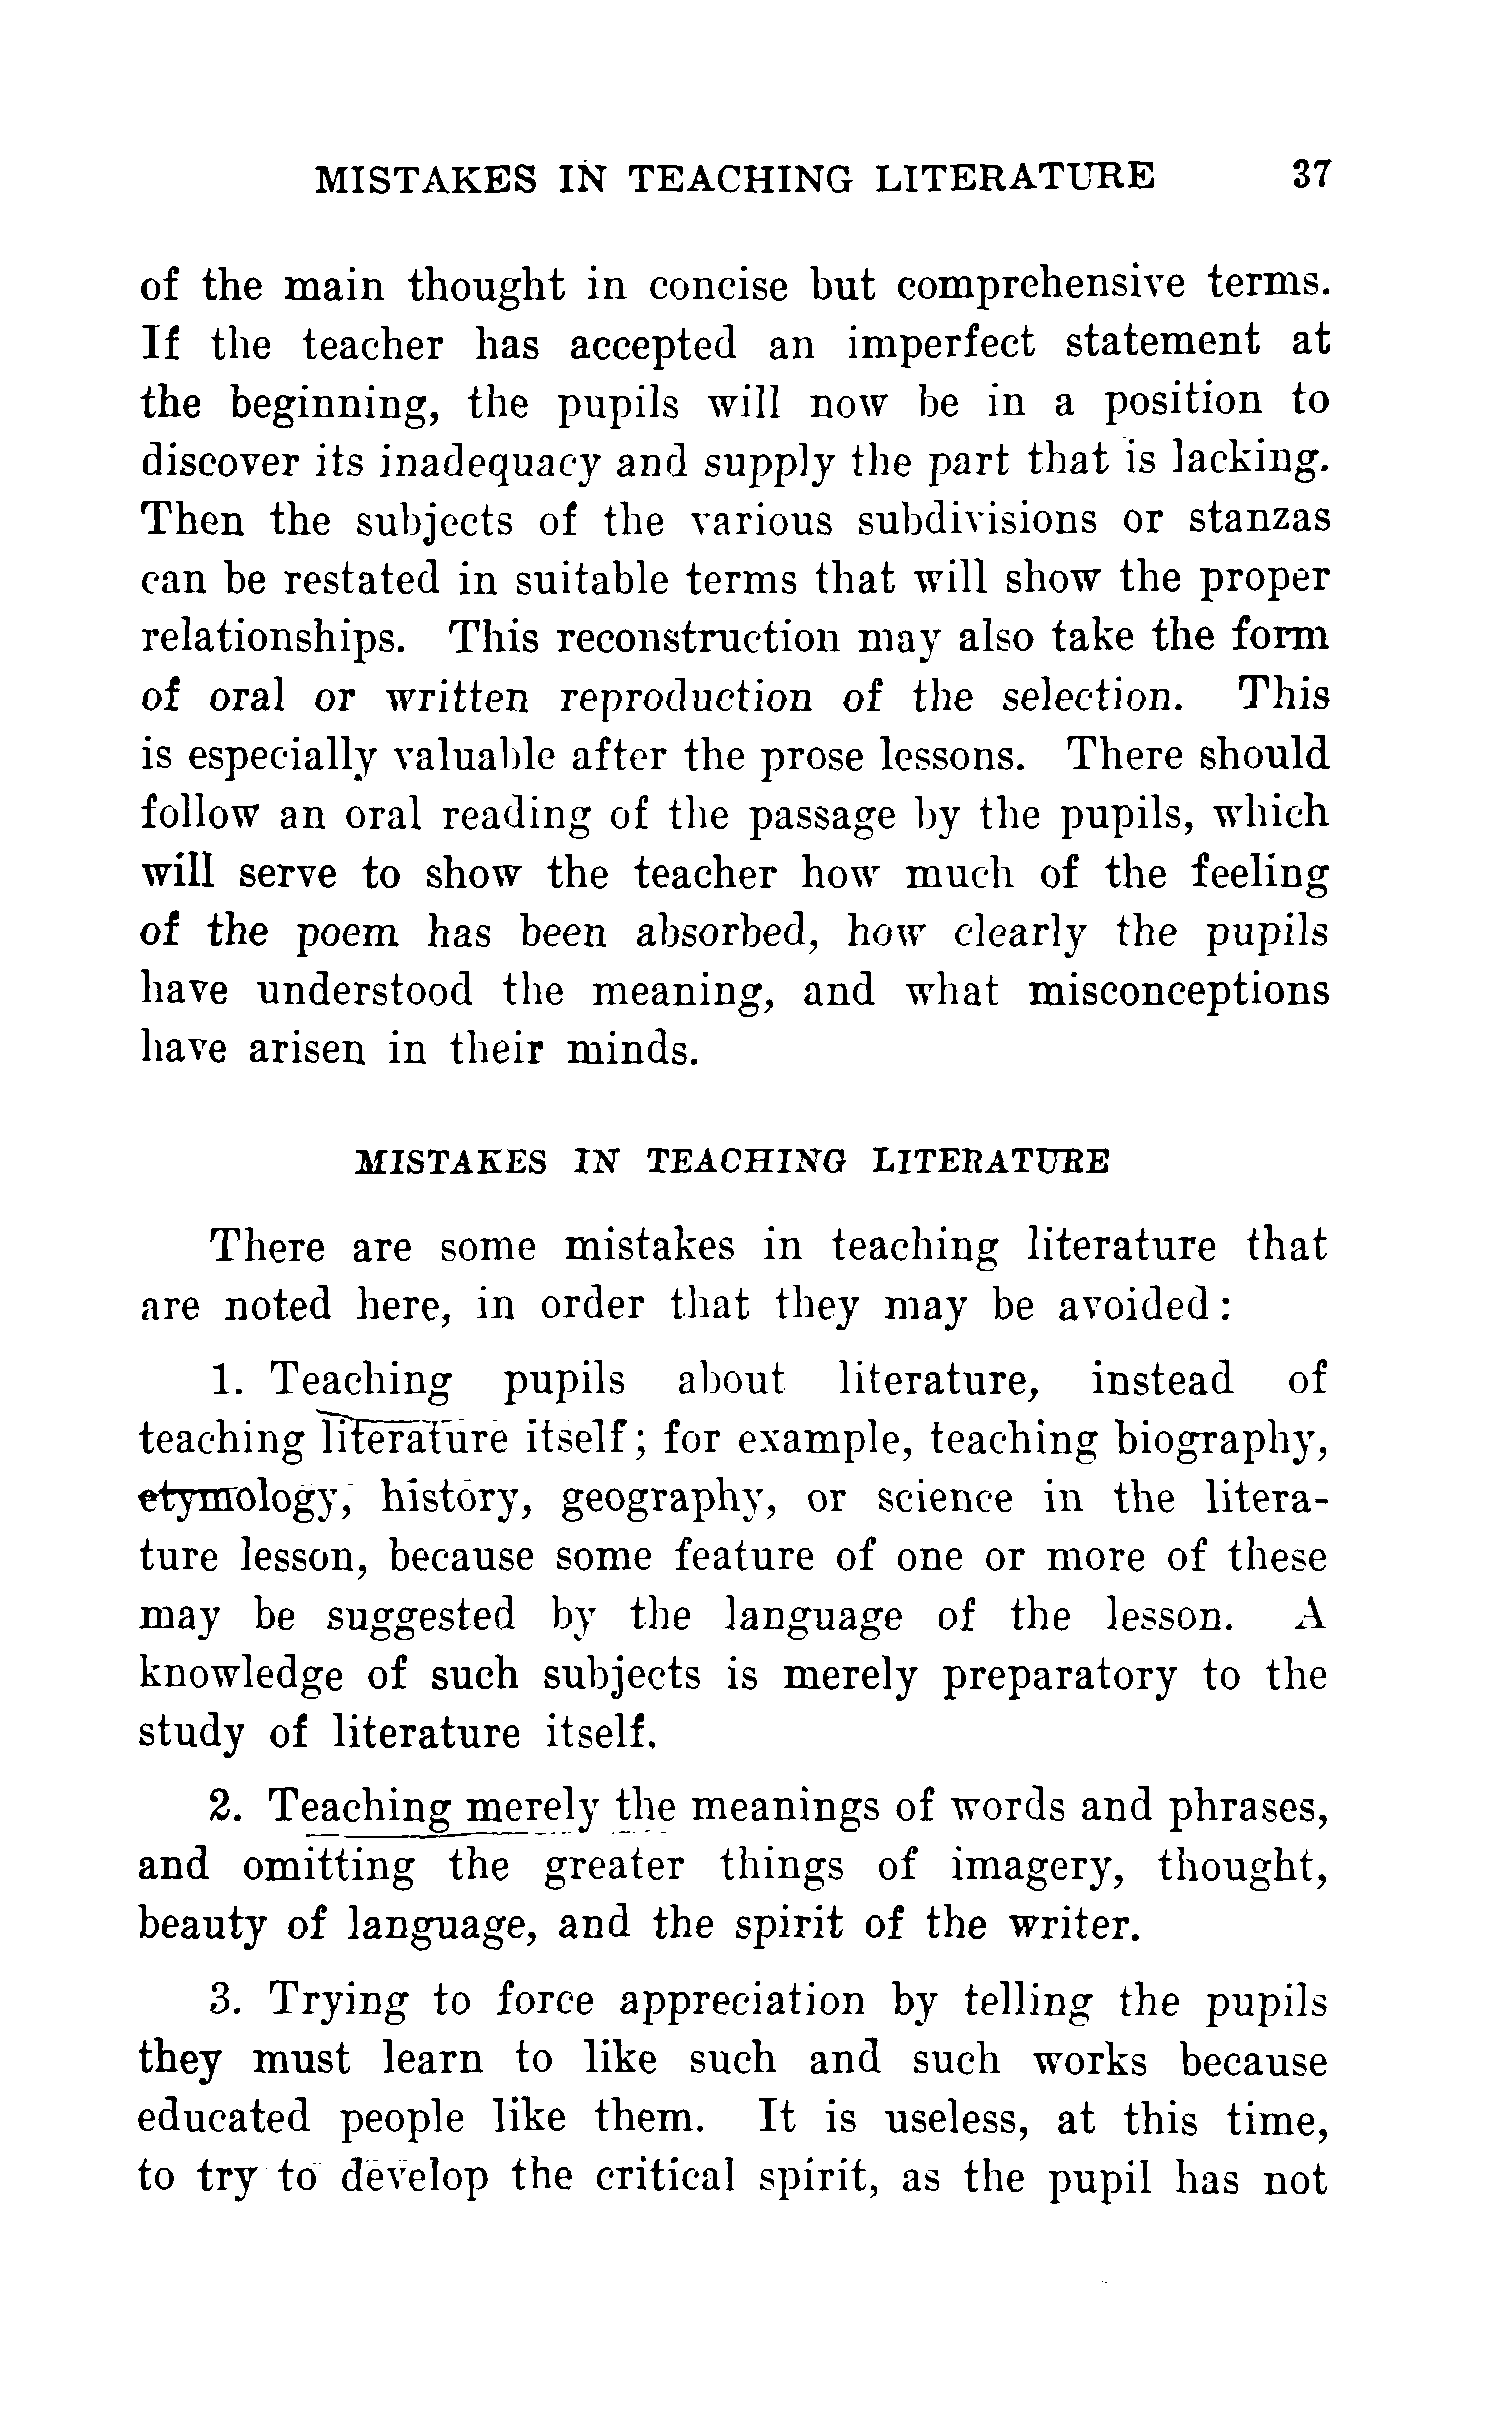 MISTAKES IN TEACHING LITERATURE 37
of the main thought in concise but comprehensive terms.
If the teacher has accepted an imperfect statement at
the beginning, the pupils will now be in a position to
discover its inadequacy and supply the part that is lacking.
Then the subjects of the various subdivisions or stanzas
can be restated in suitable terms that will show the proper
relationships. This reconstruction may also take the form
of oral or written reproduction of the selection. This
is especially valuable after the prose lessons. There should
follow an oral reading of the passage by the pupils, which
will serve to show the teacher how much of the feeling
of the poem has been absorbed, how clearly the pupils
have understood the meaning, and what misconceptions
have arisen in their minds.
MISTAKES IN TEACHING LITERATURE
There are some mistakes in teaching literature that
are noted here, in order that they may be avoided:
1. Teaching pupils about literature, instead of
teaching literature itself; for example, teaching biography,
etymology, history, geography, or science in the litera-
ture lesson, because some feature of one or more of these
may be suggested by the language of the lesson. A
knowledge of such subjects is merely preparatory to the
study of literature itself.
2. Teaching merely the meanings of words and phrases,
and omitting the greater things of imagery, thought,
beauty of language, and the spirit of the writer.
3. Trying to force appreciation by telling the pupils
they must learn to like such and such works because
educated people like them. It is useless, at this time,
to try to develop the critical spirit, as the pupil has not